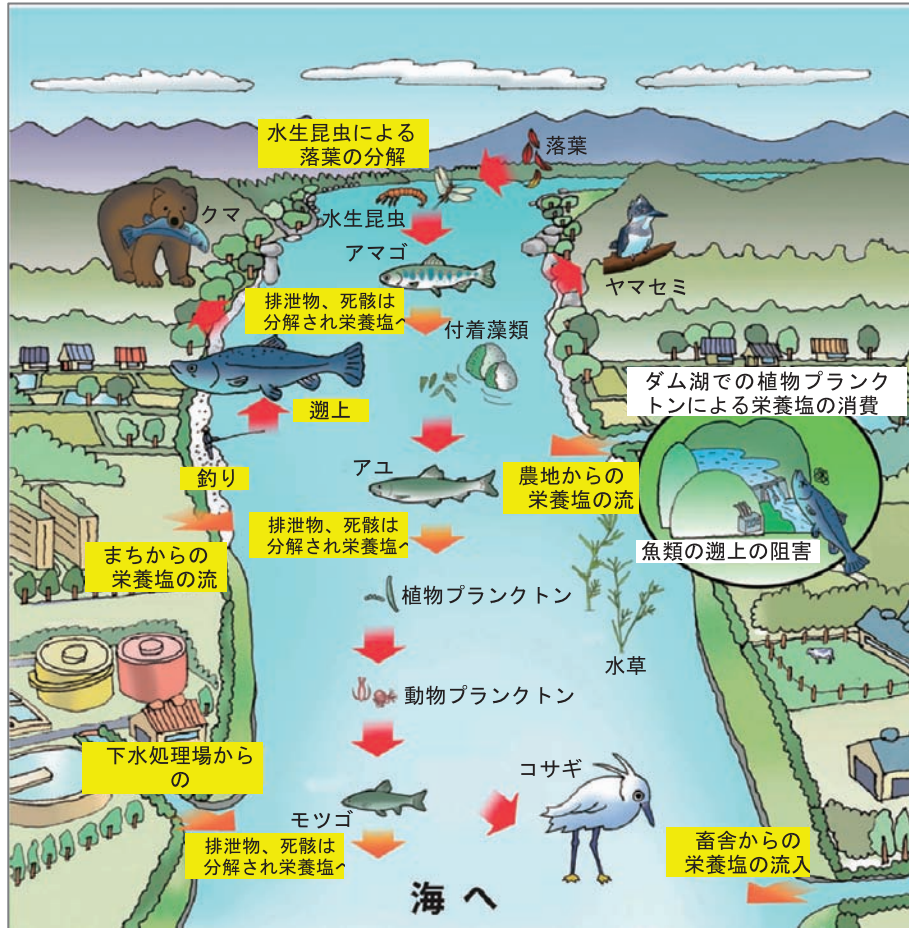 水生昆虫による
落葉の分解
落葉
クマ
水生昆虫
アマゴ
ヤマセミ
排泄物、死骸は
分解され栄養塩へ
付着藻類
ダム湖での植物プランク
トンによる栄養塩の消費
遡上
アユ
釣り
農地からの
栄養塩の流
排泄物、死骸は
分解され栄養塩へ
魚類の遡上の阻害
まちからの
栄養塩の流
植物プランクトン
水草
動物プランクトン
下水処理場から
の
コサギ
モツゴ
排泄物、死骸は
分解され栄養塩へ
畜舎からの
栄養塩の流入
海へ